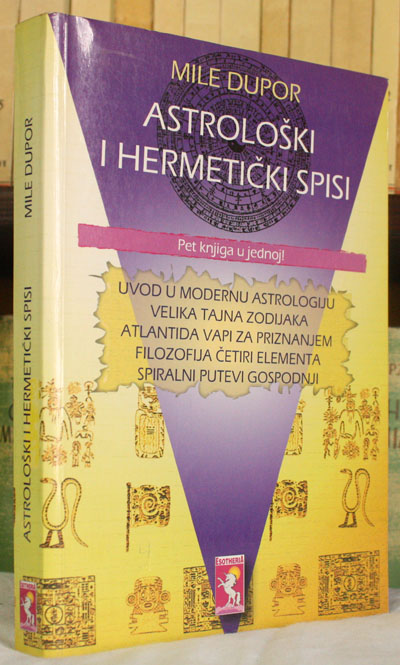 MILE DUPOR
ASTROLOŠKI
I HERMETIČKI SPISI
Pet knjiga u jednoj!
UVOD U MODERNU ASTROLOGIJU
VELIKA TAJNA ZODIJAKA
ATLANTIDA VAPI ZA PRIZNANJEM
FILOZOFIJA ČETIRI ELEMENTA
SPIRALNI PUTEVI GOSPODNJI
ESOTHERIA
MILE DUPOR
ASTROLOŠKI I HERMETIČKI SPISI